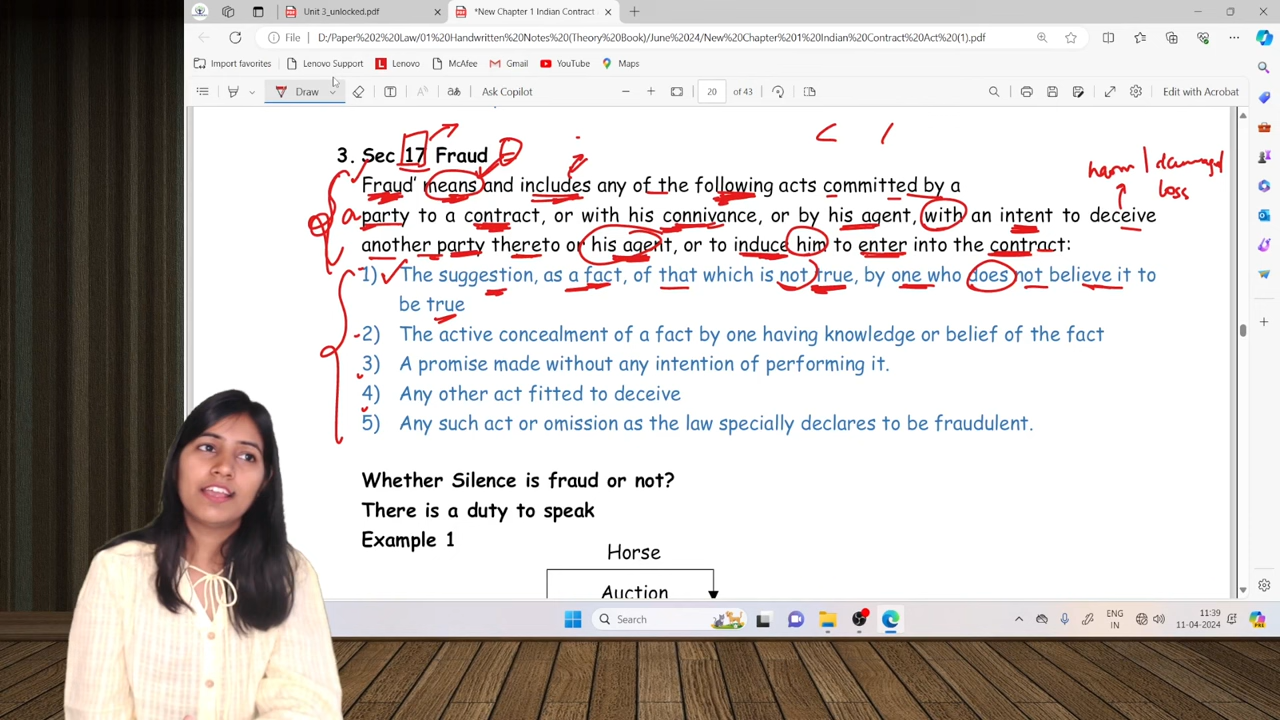 Unit 3_unlocked.pdf
*New Chapter 1 Indian Contract
File
D:/Paper%202%20Law/01%20Handwritten%20Notes%20(Theory%20Book)/June%2024/New%20Chapter%201%20Indian%20Contract%20Act%20(1).pdf
Import favorites
Lenovo Support
Lenovo
McAfee
Gmail
YouTube
Maps
Draw
Ask Copilot
20 of 43
Edit with Acrobat
3. Sec 17 Fraud
harm / damage/
loss
Fraud' means and includes any of the following acts committed by a
party to a contract, or with his connivance, or by his agent, with an intent to deceive
another party thereto or his agent, or to induce him to enter into the contract:
1) The suggestion, as a fact, of that which is not true, by one who does not believe it to
be true
2) The active concealment of a fact by one having knowledge or belief of the fact
3) A promise made without any intention of performing it.
4) Any other act fitted to deceive
5) Any such act or omission as the law specially declares to be fraudulent.
Whether Silence is fraud or not?
There is a duty to speak
Example 1
Horse
Auction
Search
ENG
IN
11:39
11-04-2024